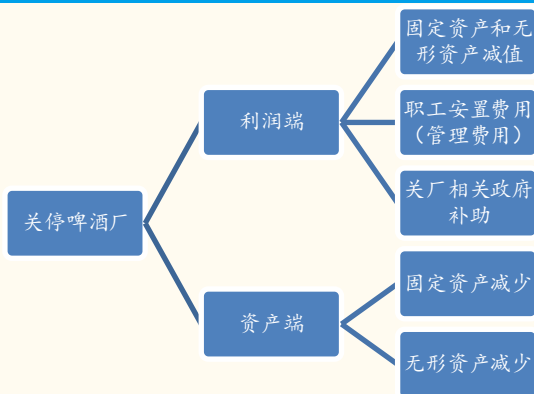 关停啤酒厂
利润端
固定资产和无
形资产减值
职工安置费用
（管理费用）
关厂相关政府
补助
资产端
固定资产减少
无形资产减少